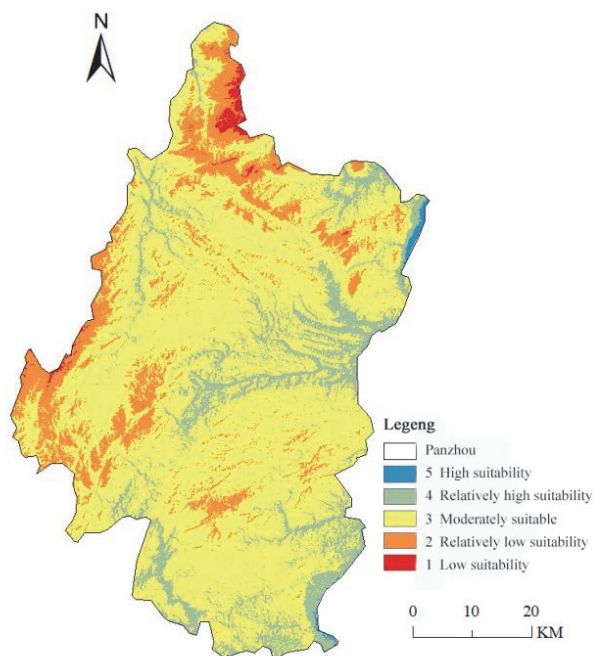 N
Legeng
Panzhou
5 High suitability
4 Relatively high suitability
3 Moderately suitable
2 Relatively low suitability
1 Low suitability
0 10 20
KM